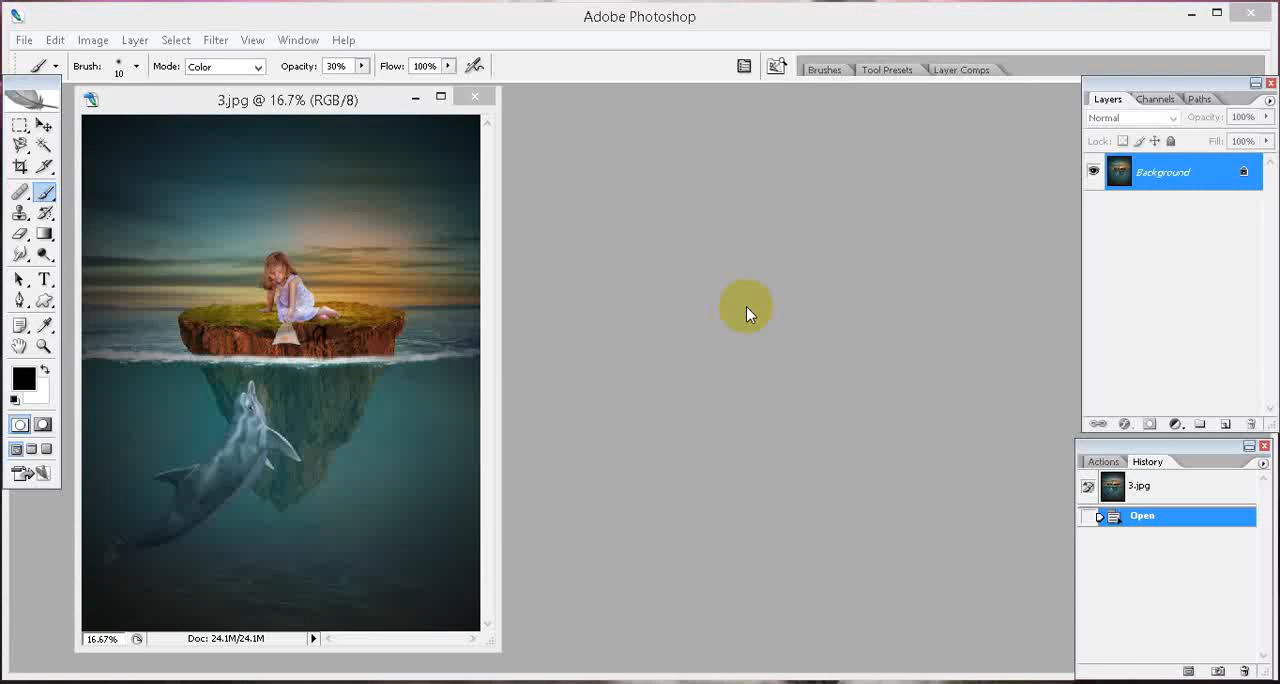 Adobe Photoshop
File Edit Image Layer Select Filter View Window Help
Brush: 10 Mode: Color Opacity: 30% Flow: 100%
Brushes Tool Presets Layer Comps
3.jpg @ 16.7% (RGB/8)
Layers Channels Paths
Normal Opacity: 100%
Lock: Fill: 100%
Background
Actions History
3.jpg
Open
16.67% Doc: 24.1M/24.1M